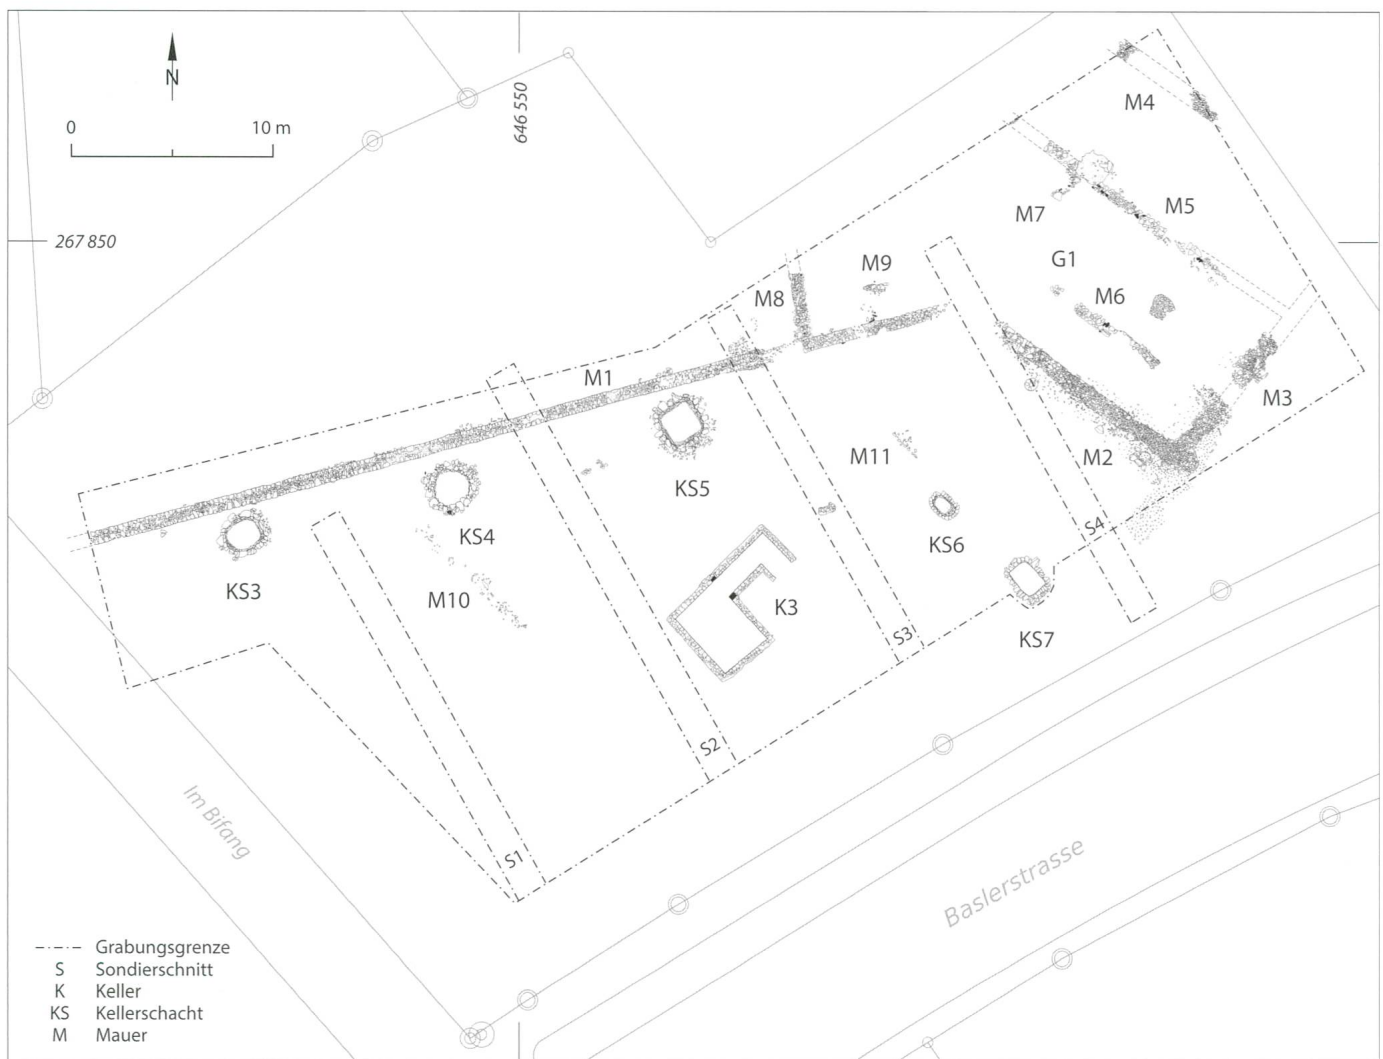 N
0 10 m
646 550
267 850
M4
M7
M5
G1
M9
M8
M6
M1
M3
M2
M11
KS5
KS4
KS6
S4
KS3
M10
K3
S3
KS7
S2
S1
Im Bifang
Baslerstrasse
Grabungsgrenze
S Sondierschnitt
K Keller
KS Kellerschacht
M Mauer